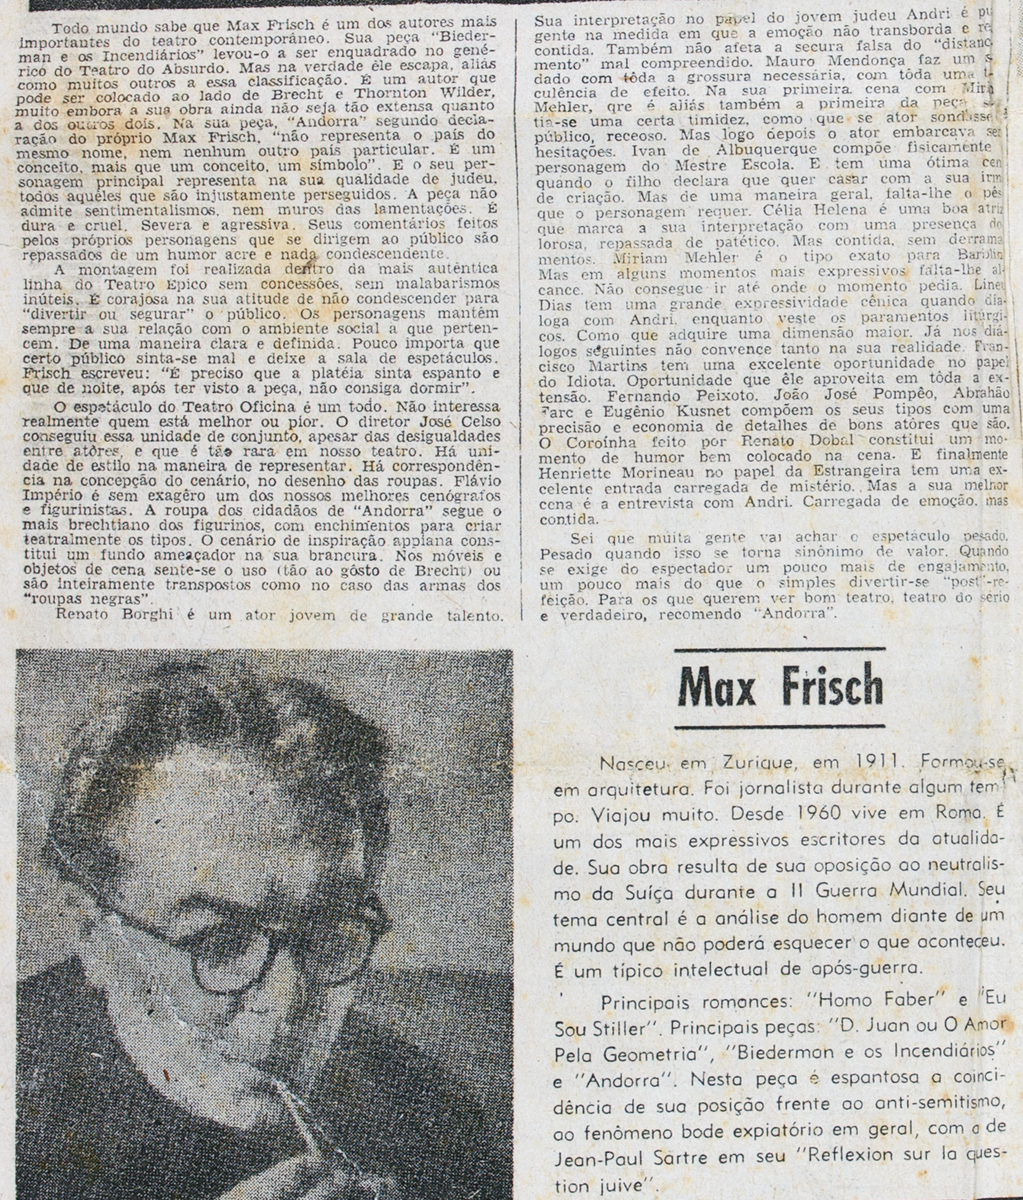 Todo mundo sabe que Max Frisch é um dos autores mais
importantes do teatro contemporâneo. Sua peça "Bieder-
man e os Incendiários" levou-o a ser enquadrado no gené-
rico do Teatro do Absurdo. Mas na verdade êle escapa, aliás
como muitos outros a essa classificação. É um autor que
pode ser colocado ao lado de Brecht e Thornton Wilder,
muito embora a sua obra ainda não seja tão extensa quanto
a dos outros dois. Na sua peça, "Andorra" segundo decla-
ração do próprio Max Frisch, "não representa o país do
mesmo nome, nem nenhum outro país particular. É um
conceito, mais que um conceito, um símbolo". E o seu per-
sonagem principal representa na sua qualidade de judeu,
todos aquêles que são injustamente perseguidos. A peça não
admite sentimentalismos, nem muros das lamentações. É
dura e cruel. Severa e agressiva. Seus comentários feitos
pelos próprios personagens que se dirigem ao público são
repassados de um humor acre e nada condescendente.
A montagem foi realizada dentro da mais autêntica
linha do Teatro Epico sem concessões, sem malabarismos
inúteis. É corajosa na sua atitude de não condescender para
"divertir ou segurar" o público. Os personagens mantêm
sempre a sua relação com o ambiente social a que perten-
cem. De uma maneira clara e definida. Pouco importa que
certo público sinta-se mal e deixe a sala de espetáculos.
Frisch escreveu: "É preciso que a platéia sinta espanto e
que de noite, após ter visto a peça, não consiga dormir".
O espetáculo do Teatro Oficina é um todo. Não interessa
realmente quem está melhor ou pior. O diretor José Celso
conseguiu essa unidade de conjunto, apesar das desigualdades
entre atôres, e que é tão rara em nosso teatro. Há uni-
dade de estilo na maneira de representar. Há correspondên-
cia na concepção do cenário, no desenho das roupas. Flávio
Império é sem exagêro um dos nossos melhores cenógrafos
e figurinistas. A roupa dos cidadãos de "Andorra" segue o
mais brechtiano dos figurinos, com enchimentos para criar
teatralmente os tipos. O cenário de inspiração appiana cons-
titui um fundo ameaçador na sua brancura. Nos móveis e
objetos de cena sente-se o uso (tão ao gôsto de Brecht) ou
são inteiramente transpostos como no caso das armas dos
"roupas negras".
Renato Borghi é um ator jovem de grande talento.
Sua interpretação no papel do jovem judeu Andri é
gente na medida em que a emoção não transborda e
contida. Também não afeta a secura falsa do "distanc
mento" mal compreendido. Mauro Mendonça faz um
dado com tôda a grossura necessária, com tôda uma
culência de efeito. Na sua primeira cena com Mira
Mehler, qre é aliás também a primeira da peça
tia-se uma certa timidez, como que se ator sondasse
público, receoso. Mas logo depois o ator embarcava
hesitações. Ivan de Albuquerque compõe fisicamente
personagem do Mestre Escola. E tem uma ótima cen
quando o filho declara que quer casar com a sua irm
de criação. Mas de uma maneira geral, falta-lhe o pês
que o personagem requer. Célia Helena é uma boa atriz
que marca a sua interpretação com uma presença do
lorosa, repassada de patético. Mas contida, sem derrama
mentos. Miriam Mehler é o tipo exato para Barblin
Mas em alguns momentos mais expressivos falta-lhe al
cance. Não consegue ir até onde o momento pedia. Lineu
Dias tem uma grande expressividade cênica quando dia-
loga com Andri, enquanto veste os paramentos litúrgi-
cos. Como que adquire uma dimensão maior. Já nos diá-
logos seguintes não convence tanto na sua realidade. Fran-
cisco Martins tem uma excelente oportunidade no papel
do Idiota. Oportunidade que êle aproveita em tôda a ex-
tensão. Fernando Peixoto, João José Pompêo, Abrahão
Farc e Eugênio Kusnet compõem os seus tipos com uma
precisão e economia de detalhes de bons atôres que são.
O Coroínha feito por Renato Dobal constitui um mo-
mento de humor bem colocado na cena. E finalmente
Henriette Morineau no papel da Estrangeira tem uma ex-
celente entrada carregada de mistério. Mas a sua melhor
cena é a entrevista com Andri. Carregada de emoção, mas
contida.
Sei que muita gente vai achar o espetáculo pesado.
Pesado quando isso se torna sinônimo de valor. Quando
se exige do espectador um pouco mais de engajamento,
um pouco mais do que o simples divertir-se "post"-re-
feição. Para os que querem ver bom teatro, teatro do sério
e verdadeiro, recomendo "Andorra".
Max Frisch
Nasceu em Zurique, em 1911. Formou-se
em arquitetura. Foi jornalista durante algum tem
po. Viajou muito. Desde 1960 vive em Roma. É
um dos mais expressivos escritores da atualida-
de. Sua obra resulta de sua oposição ao neutralis-
mo da Suíça durante a II Guerra Mundial. Seu
tema central é a análise do homem diante de um
mundo que não poderá esquecer o que aconteceu.
É um típico intelectual de após-guerra.
Principais romances: "Homo Faber" e "Eu
Sou Stiller". Principais peças: "D. Juan ou O Amor
Pela Geometria", "Biederman e os Incendiários"
e "Andorra". Nesta peça é espantosa a coinci-
dência de sua posição frente ao anti-semitismo,
ao fenômeno bode expiatório em geral, com a de
Jean-Paul Sartre em seu "Reflexion sur la ques-
tion juive".